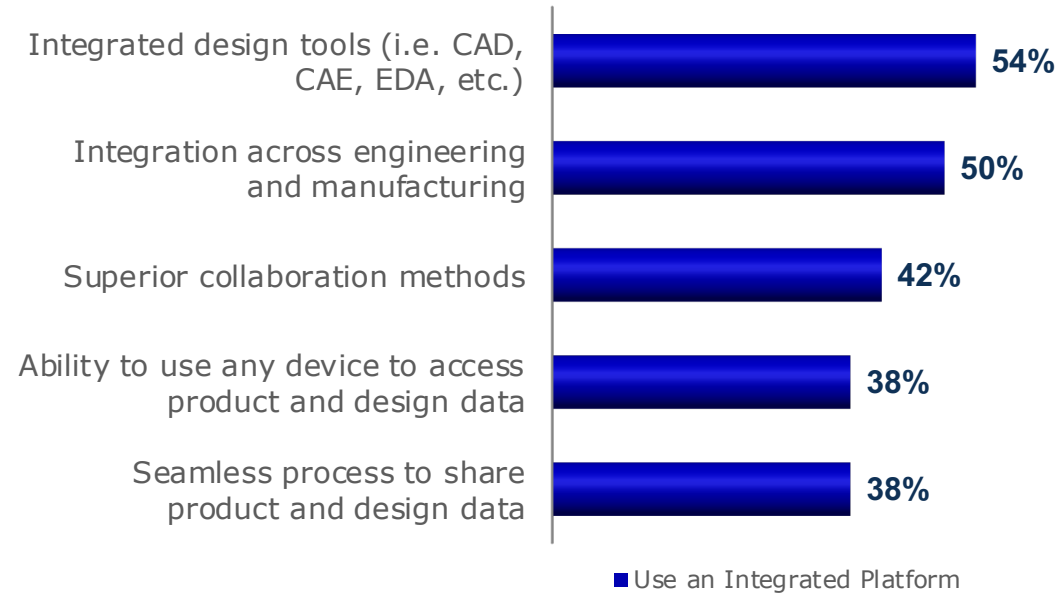 Integrated design tools (i.e. CAD,
CAE, EDA, etc.)
54%
Integration across engineering
and manufacturing
50%
Superior collaboration methods
42%
Ability to use any device to access
product and design data
38%
Seamless process to share
product and design data
38%
Use an Integrated Platform